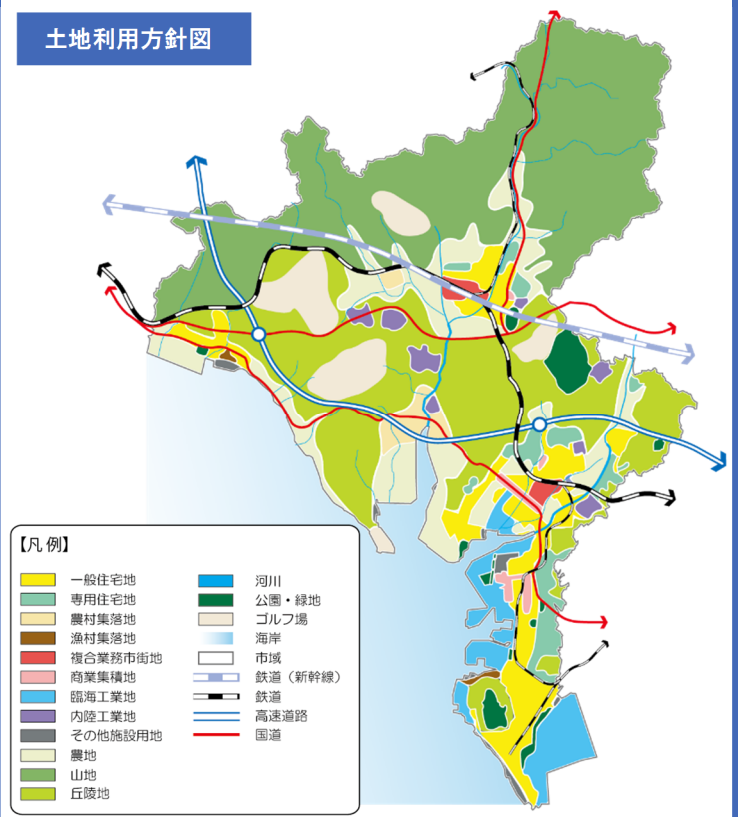 土地利用方針図
【凡 例】
一般住宅地
専用住宅地
農村集落地
漁村集落地
複合業務市街地
商業集積地
臨海工業地
内陸工業地
その他施設用地
農地
山地
丘陵地
河川
公園・緑地
ゴルフ場
海岸
市域
鉄道（新幹線）
鉄道
高速道路
国道